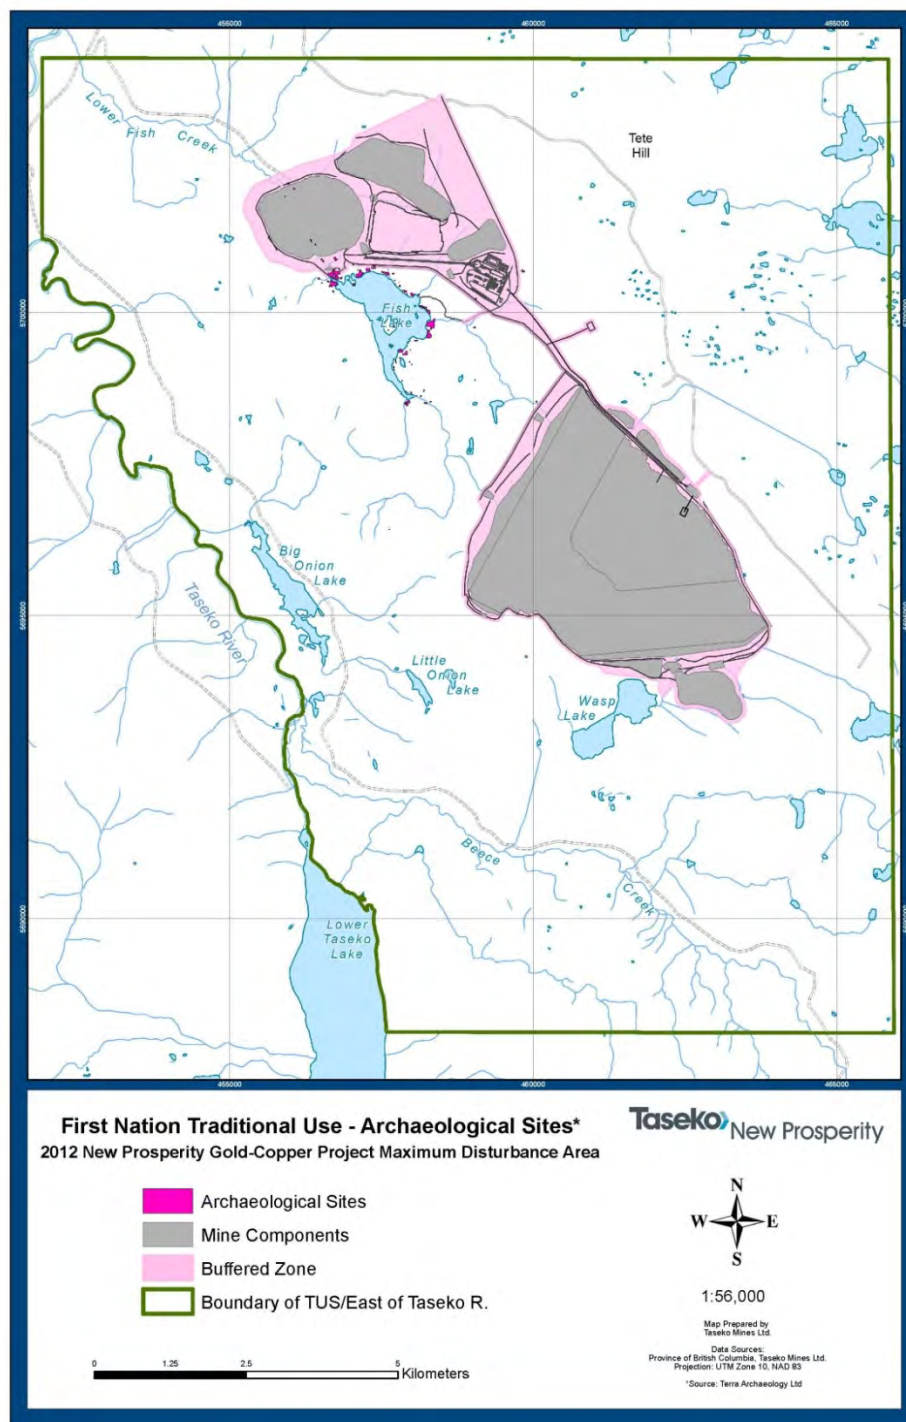 455000
460000
465000
Lower
Fish
Creek
Tete
Hill
5700000
5700000
Fish
Lake
Big
Onion
Lake
Taseko River
5695000
Little
Onion
Lake
Wasp
Lake
Beece
Creek
5690000
Lower
Taseko
Lake
455000
460000
465000
First Nation Traditional Use - Archaeological Sites*
2012 New Prosperity Gold-Copper Project Maximum Disturbance Area
Taseko New Prosperity
Archaeological Sites
Mine Components
Buffered Zone
Boundary of TUS/East of Taseko R.
N
W E
S
1:56,000
Map Prepared by
Taseko Mines Ltd.
Data Sources:
Province of British Columbia, Taseko Mines Ltd.
Projection: UTM Zone 10, NAD 83
*Source: Terra Archaeology Ltd
0 1.25 2.5 5
Kilometers